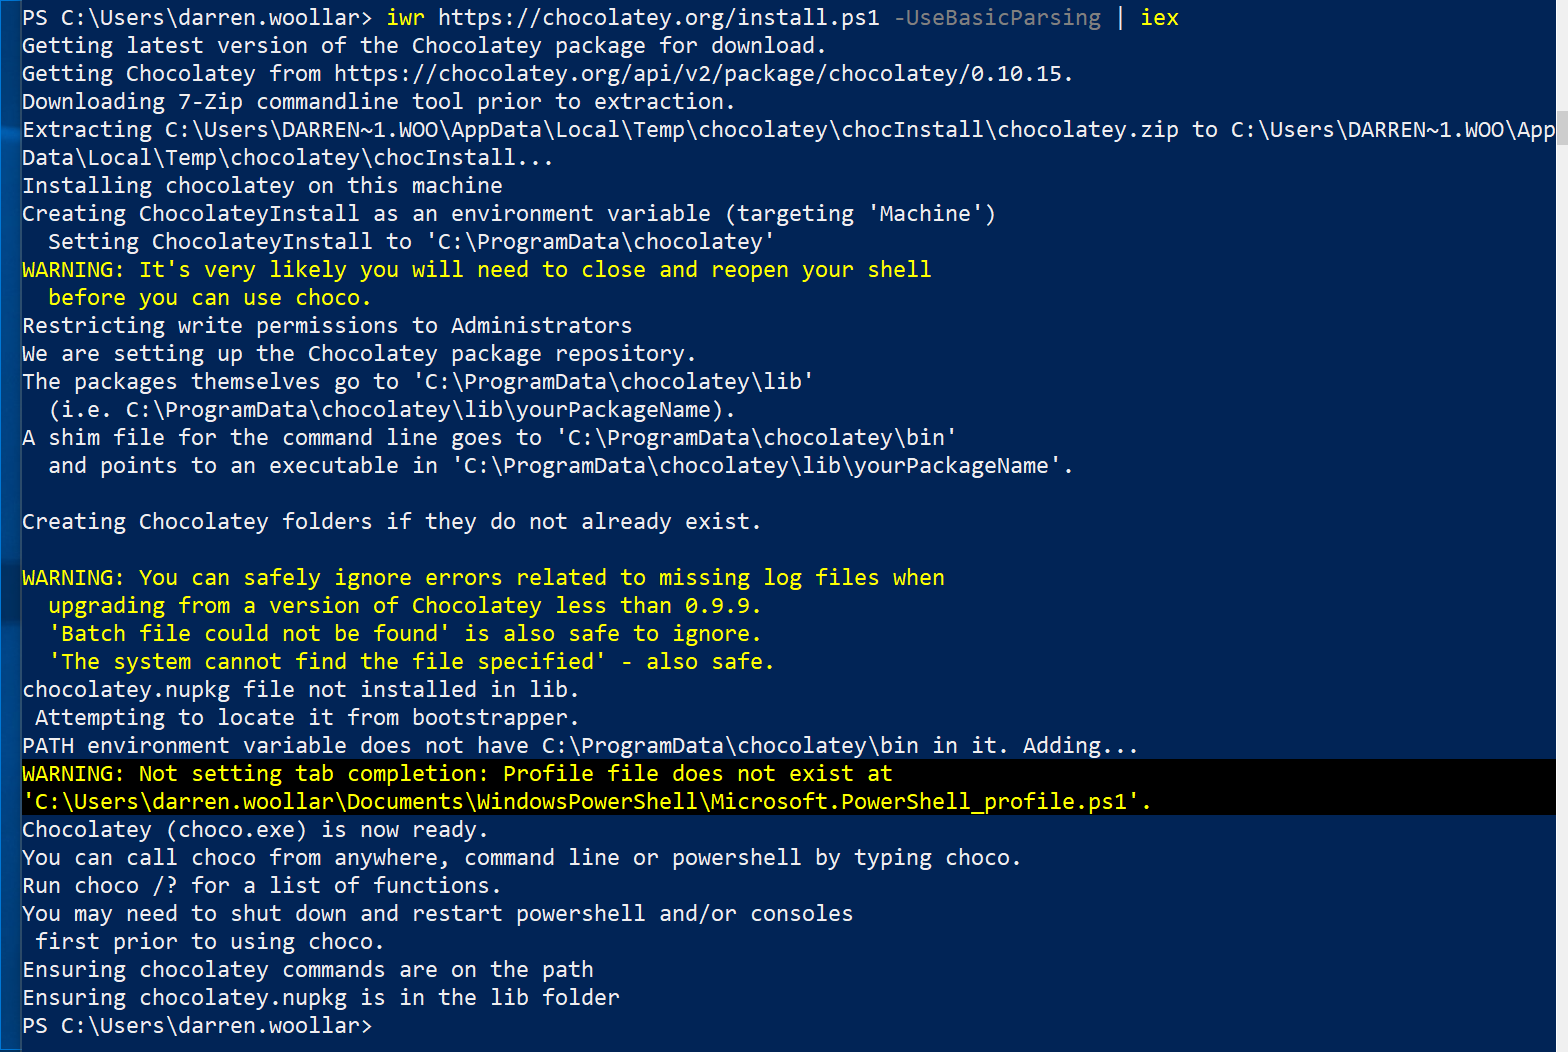 PS C:\Users\darren.woollar> iwr https://chocolatey.org/install.ps1 -UseBasicParsing | iex
Getting latest version of the Chocolatey package for download.
Getting Chocolatey from https://chocolatey.org/api/v2/package/chocolatey/0.10.15.
Downloading 7-Zip commandline tool prior to extraction.
Extracting C:\Users\DARREN~1.WOO\AppData\Local\Temp\chocolatey\chocInstall\chocolatey.zip to C:\Users\DARREN~1.WOO\App
Data\Local\Temp\chocolatey\chocInstall...
Installing chocolatey on this machine
Creating ChocolateyInstall as an environment variable (targeting 'Machine')
  Setting ChocolateyInstall to 'C:\ProgramData\chocolatey'
WARNING: It's very likely you will need to close and reopen your shell
  before you can use choco.
Restricting write permissions to Administrators
We are setting up the Chocolatey package repository.
The packages themselves go to 'C:\ProgramData\chocolatey\lib'
  (i.e. C:\ProgramData\chocolatey\lib\yourPackageName).
A shim file for the command line goes to 'C:\ProgramData\chocolatey\bin'
  and points to an executable in 'C:\ProgramData\chocolatey\lib\yourPackageName'.

Creating Chocolatey folders if they do not already exist.

WARNING: You can safely ignore errors related to missing log files when
  upgrading from a version of Chocolatey less than 0.9.9.
  'Batch file could not be found' is also safe to ignore.
  'The system cannot find the file specified' - also safe.
chocolatey.nupkg file not installed in lib.
 Attempting to locate it from bootstrapper.
PATH environment variable does not have C:\ProgramData\chocolatey\bin in it. Adding...
WARNING: Not setting tab completion: Profile file does not exist at
'C:\Users\darren.woollar\Documents\WindowsPowerShell\Microsoft.PowerShell_profile.ps1'.
Chocolatey (choco.exe) is now ready.
You can call choco from anywhere, command line or powershell by typing choco.
Run choco /? for a list of functions.
You may need to shut down and restart powershell and/or consoles
 first prior to using choco.
Ensuring chocolatey commands are on the path
Ensuring chocolatey.nupkg is in the lib folder
PS C:\Users\darren.woollar>